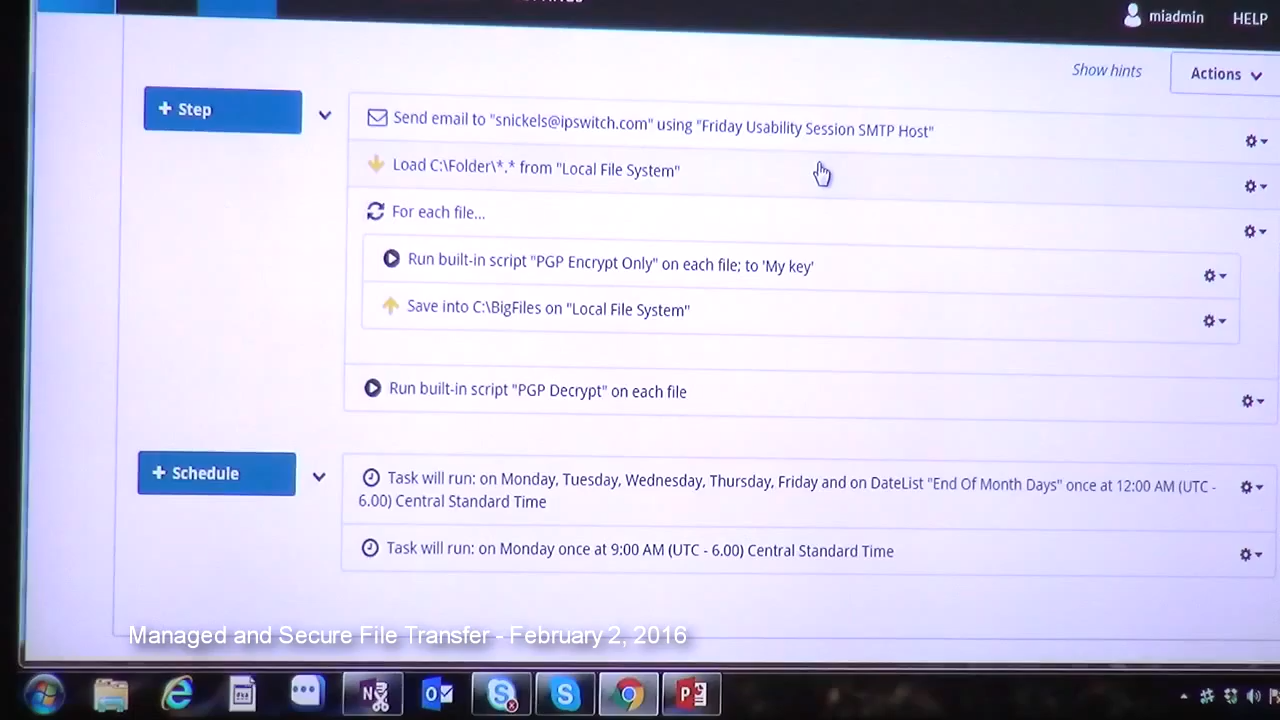 miadmin
HELP
Show hints
Actions
+ Step
Send email to "snickels@ipswitch.com" using "Friday Usability Session SMTP Host"
Load C:\Folder\*.* from "Local File System"
For each file...
Run built-in script "PGP Encrypt Only" on each file; to 'My key'
Save into C:\BigFiles on "Local File System"
Run built-in script "PGP Decrypt" on each file
+ Schedule
Task will run: on Monday, Tuesday, Wednesday, Thursday, Friday and on DateList "End Of Month Days" once at 12:00 AM (UTC -
6.00) Central Standard Time
Task will run: on Monday once at 9:00 AM (UTC - 6.00) Central Standard Time
Managed and Secure File Transfer - February 2, 2016